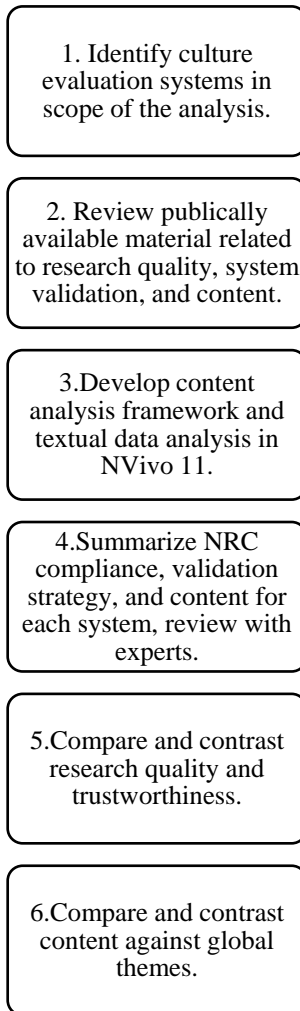 1. Identify culture
evaluation systems in
scope of the analysis.
2. Review publically
available material related
to research quality, system
validation, and content.
3.Develop content
analysis framework and
textual data analysis in
NVivo 11.
4.Summarize NRC
compliance, validation
strategy, and content for
each system, review with
experts.
5.Compare and contrast
research quality and
trustworthiness.
6.Compare and contrast
content against global
themes.